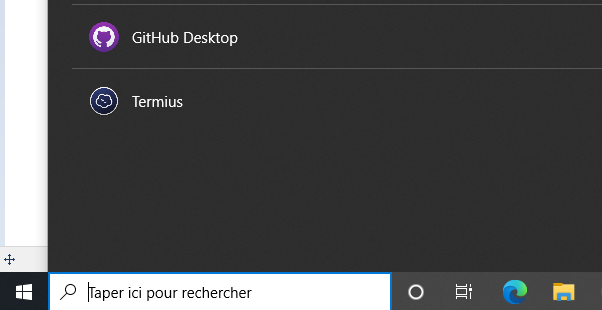 GitHub Desktop
Termius
Taper ici pour rechercher